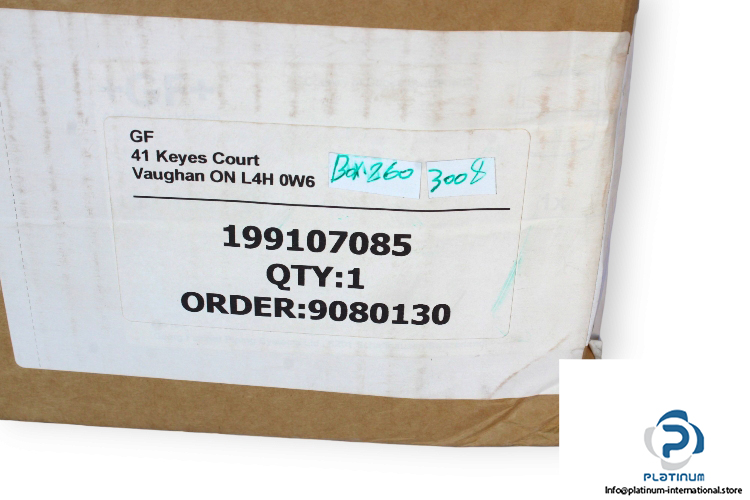 GF
41 Keyes Court
Vaughan ON L4H 0W6
Box.260
3008
199107085
QTY:1
ORDER:9080130
PLATINUM
Info@platinum-international.store